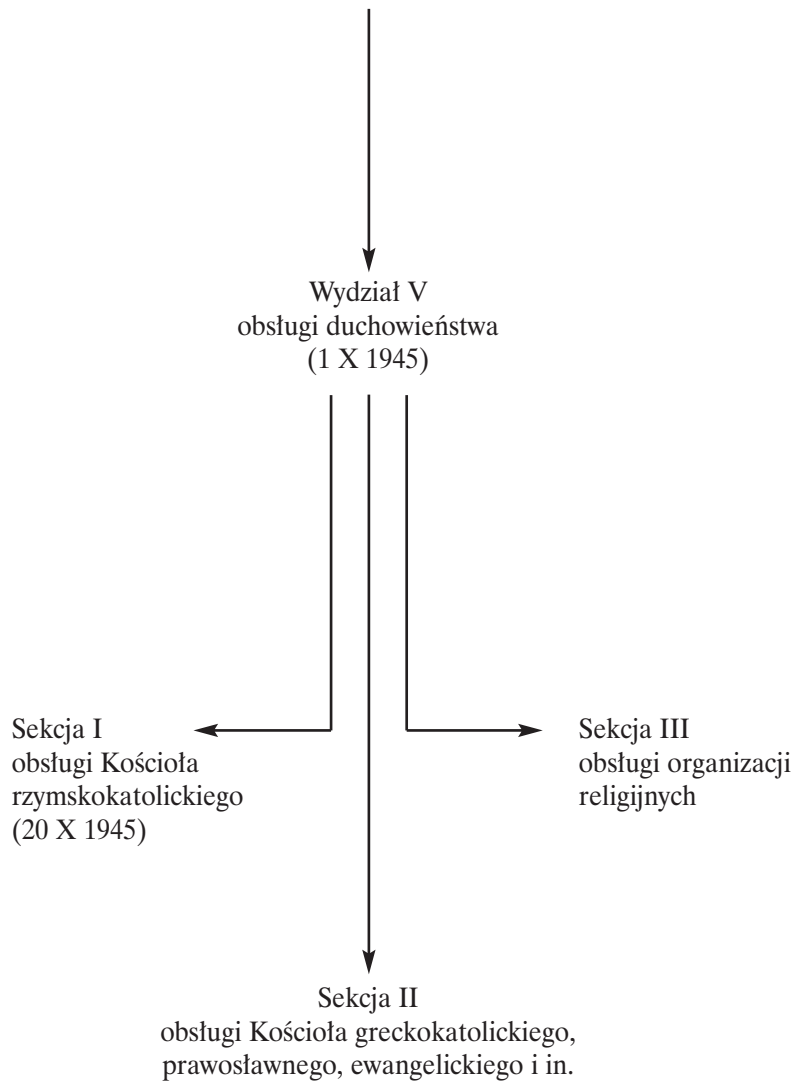 Wydział V
obsługi duchowieństwa
(1 X 1945)
Sekcja I
obsługi Kościoła
rzymskokatolickiego
(20 X 1945)
Sekcja III
obsługi organizacji
religijnych
Sekcja II
obsługi Kościoła greckokatolickiego,
prawosławnego, ewangelickiego i in.